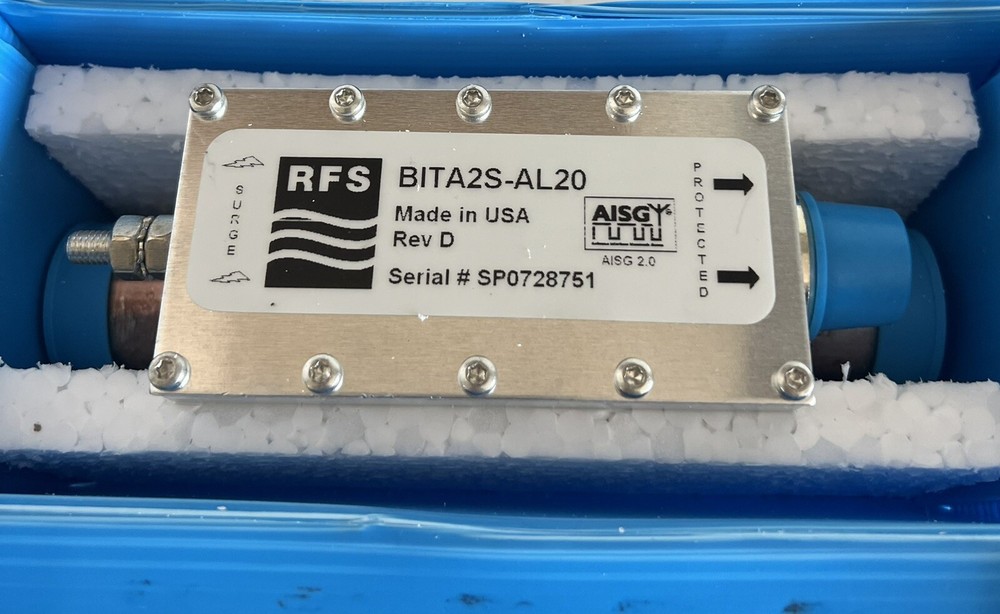 SURGE
RFS
BITA2S-AL20
Made in USA
Rev D
Serial # SP0728751
AISG
AISG 2.0
PROTECTED